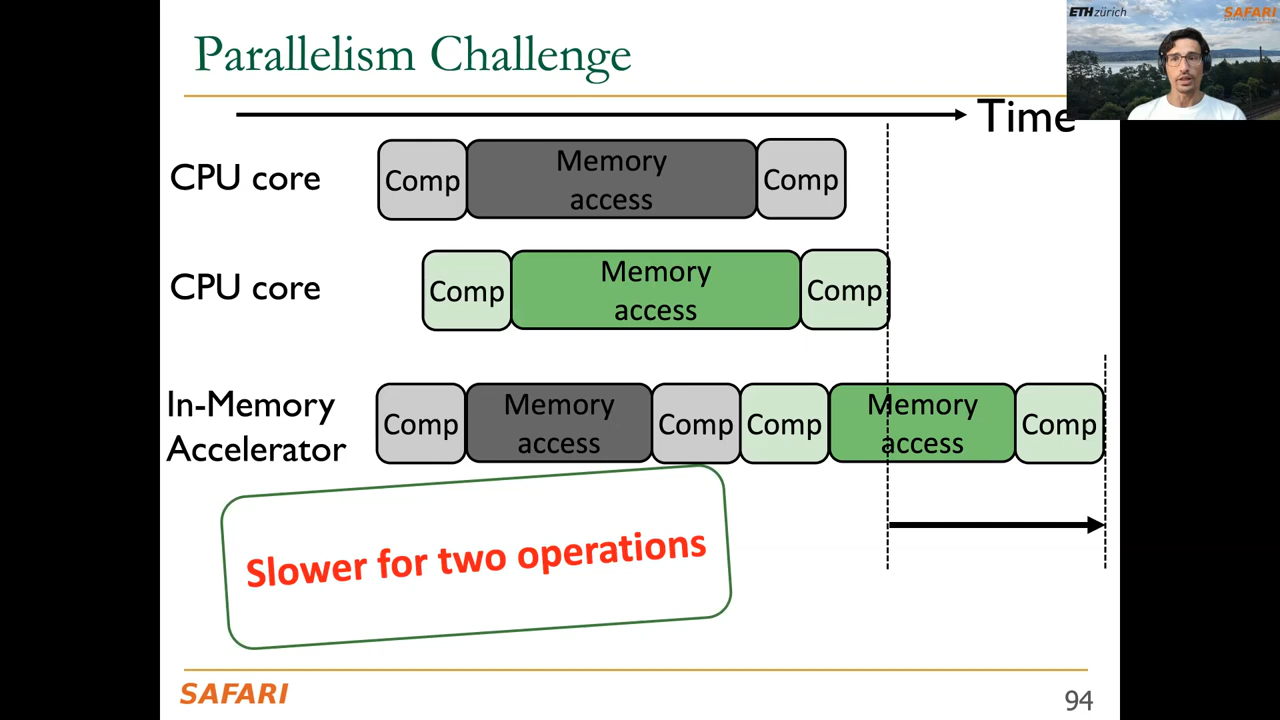 Parallelism Challenge
ETH zürich
SAFARI
Time
CPU core
Comp
Memory
access
Comp
CPU core
Comp
Memory
access
Comp
In-Memory
Accelerator
Comp
Memory
access
Comp
Comp
Memory
access
Comp
Slower for two operations
SAFARI
94